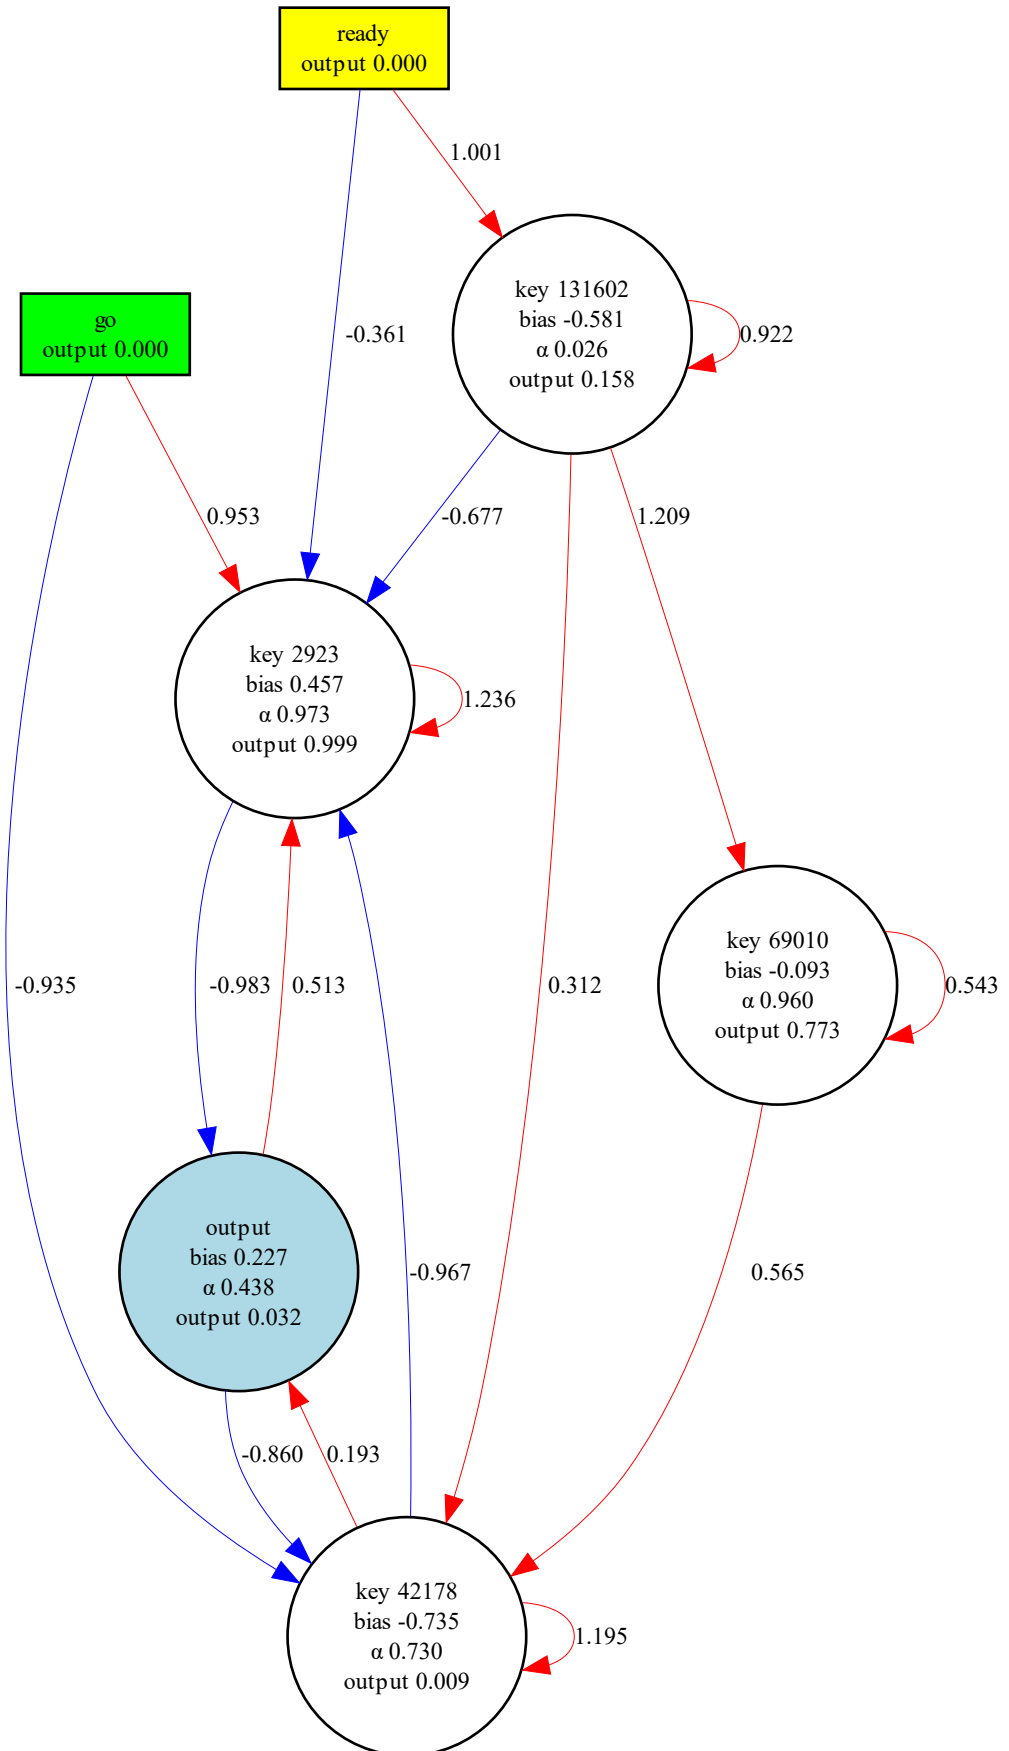 ready
output 0.000
1.001
go
output 0.000
-0.361
key 131602
bias -0.581
α 0.026
output 0.158
0.922
0.953
-0.677
1.209
key 2923
bias 0.457
α 0.973
output 0.999
1.236
-0.935
-0.983
0.513
0.312
key 69010
bias -0.093
α 0.960
output 0.773
0.543
output
bias 0.227
α 0.438
output 0.032
-0.967
0.565
-0.860
0.193
key 42178
bias -0.735
α 0.730
output 0.009
1.195